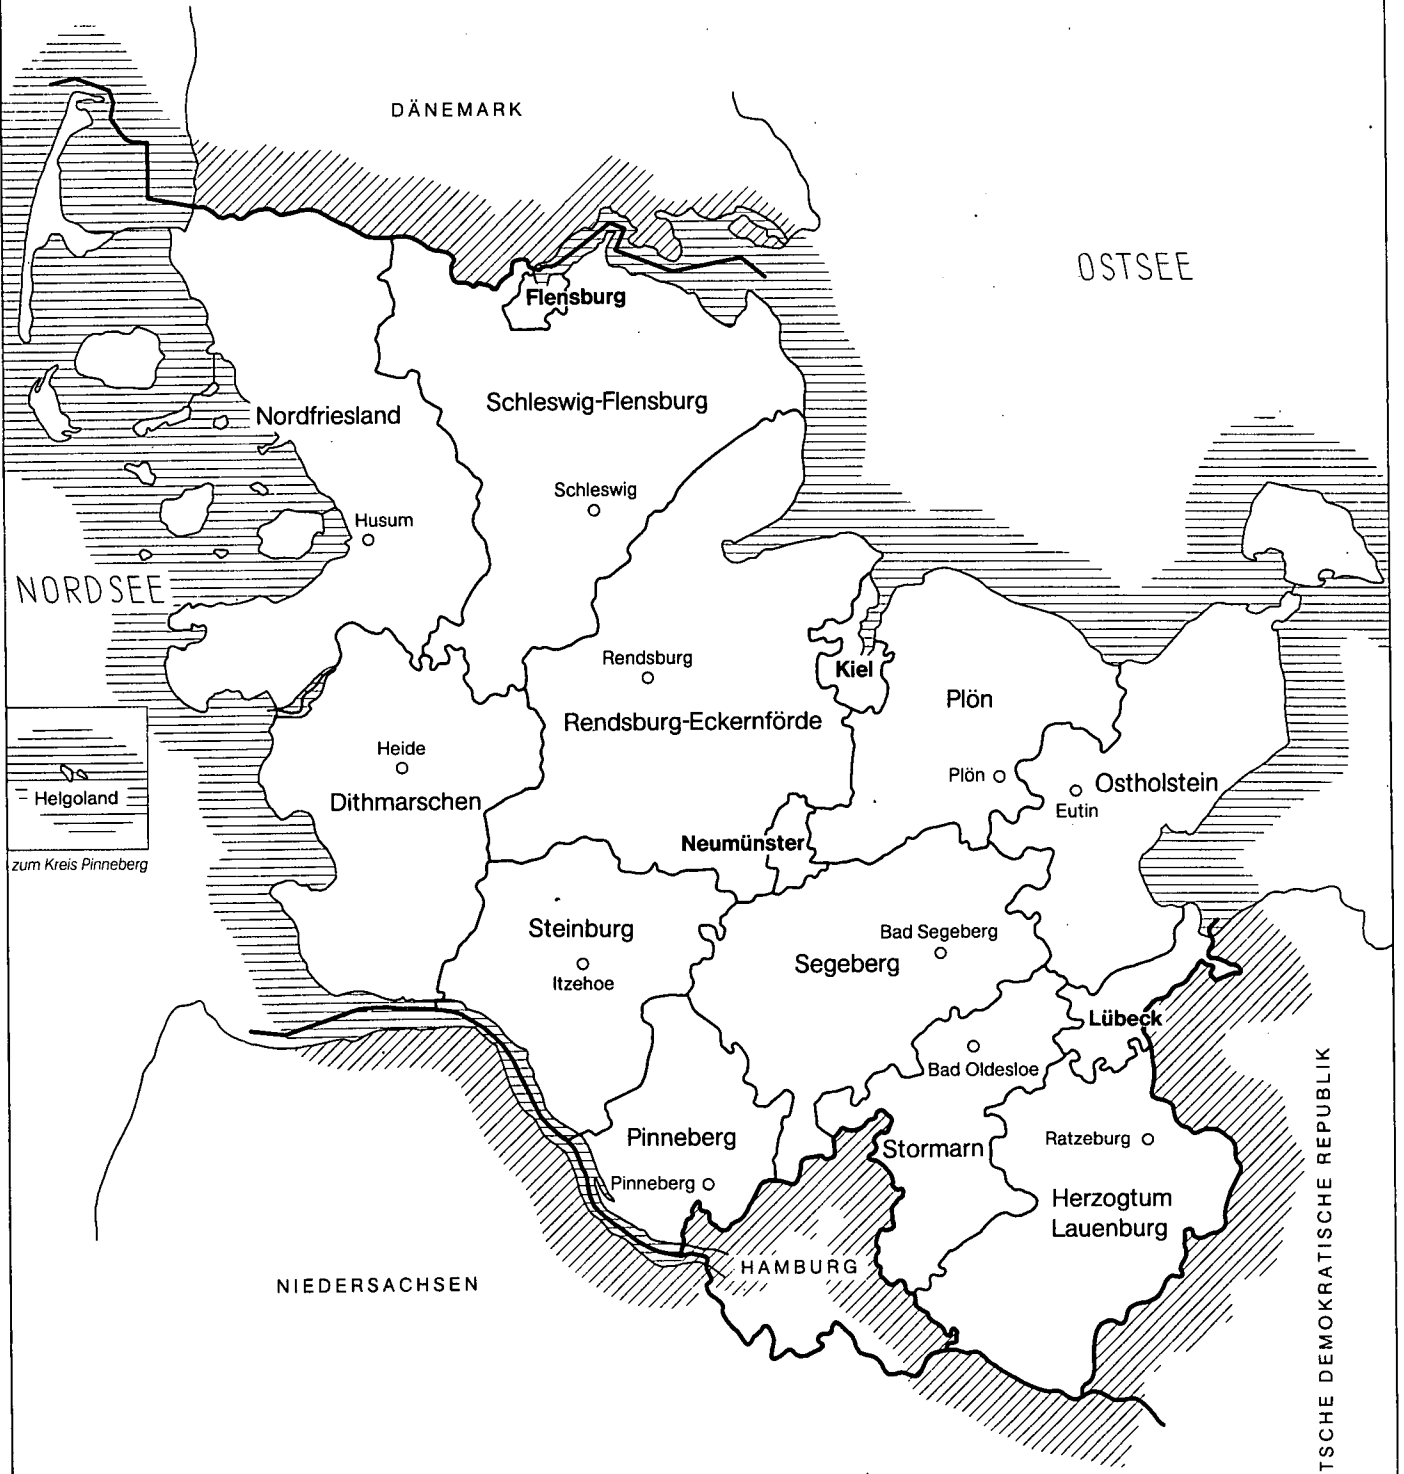 DÄNEMARK
OSTSEE
Flensburg
Schleswig-Flensburg
Nordfriesland
Schleswig
Husum
NORDSEE
Rendsburg
Kiel
Plön
Rendsburg-Eckernförde
Heide
Plön
Ostholstein
Eutin
Helgoland
Dithmarschen
Neumünster
zum Kreis Pinneberg
Steinburg
Bad Segeberg
Segeberg
Itzehoe
Lübeck
Bad Oldesloe
Pinneberg
Stormarn
Ratzeburg
Pinneberg
Herzogtum
Lauenburg
HAMBURG
NIEDERSACHSEN
TSCHE DEMOKRATISCHE REPUBLIK